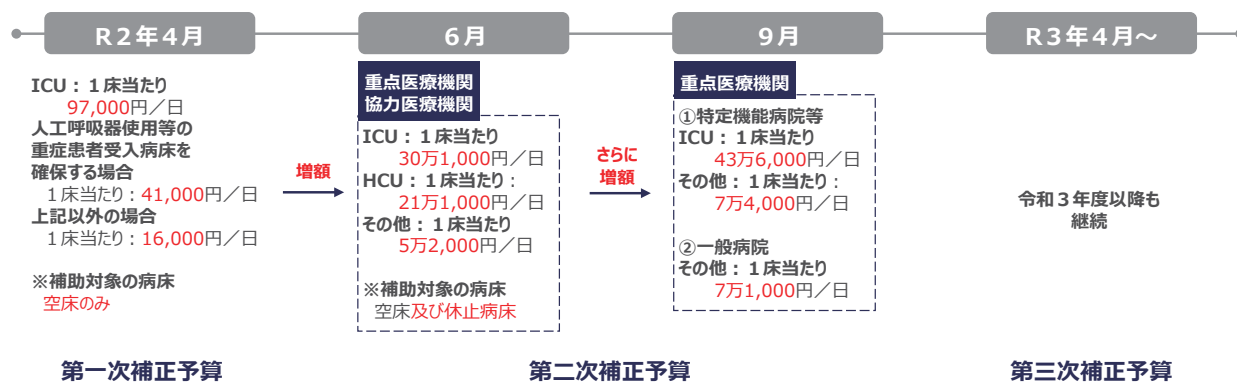 R2年4月
ICU：1床当たり
97,000円／日
人工呼吸器使用等の
重症患者受入病床を
確保する場合
1床当たり：41,000円／日
上記以外の場合
1床当たり：16,000円／日
※補助対象の病床
空床のみ
第一次補正予算
増額
6月
重点医療機関
協力医療機関
ICU：1床当たり
30万1,000円／日
HCU：1床当たり：
21万1,000円／日
その他：1床当たり
5万2,000円／日
※補助対象の病床
空床及び休止病床
さらに
増額
9月
重点医療機関
①特定機能病院等
ICU：1床当たり
43万6,000円／日
その他：1床当たり：
7万4,000円／日
②一般病院
その他：1床当たり
7万1,000円／日
第二次補正予算
R3年4月～
令和3年度以降も
継続
第三次補正予算